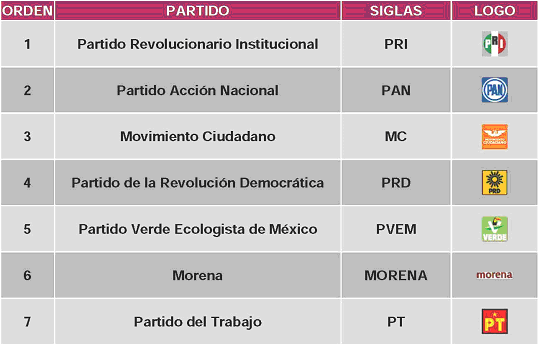 ORDEN PARTIDO SIGLAS LOGO
1 Partido Revolucionario Institucional PRI PRI
2 Partido Acción Nacional PAN PAN
3 Movimiento Ciudadano MC CIUDADANO
4 Partido de la Revolución Democrática PRD PRD
5 Partido Verde Ecologista de México PVEM VERDE
6 Morena MORENA morena
7 Partido del Trabajo PT PT